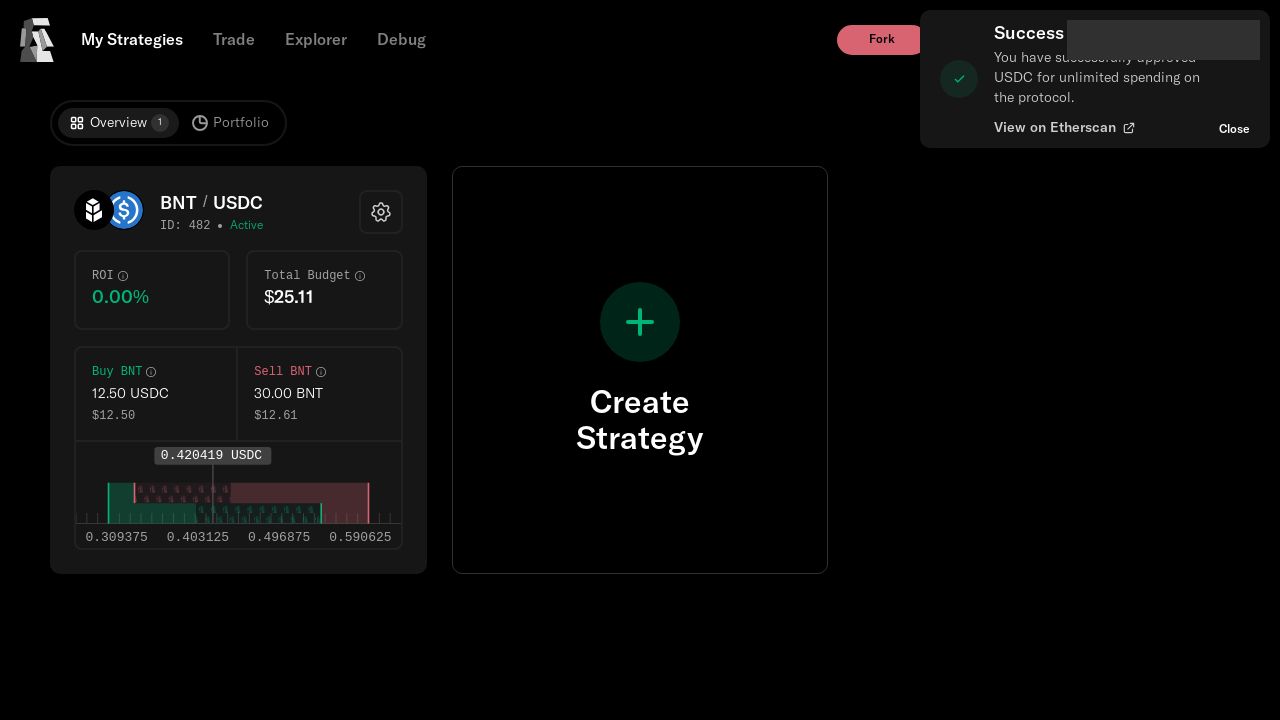 My Strategies
Trade
Explorer
Debug
Fork
Success
You have successfully approved
USDC for unlimited spending on
the protocol.
View on Etherscan
Close
Overview 1
Portfolio
BNT / USDC
ID: 482 • Active
ROI
0.00%
Total Budget
$25.11
Buy BNT
12.50 USDC
$12.50
Sell BNT
30.00 BNT
$12.61
0.420419 USDC
0.309375 0.403125 0.496875 0.590625
Create
Strategy